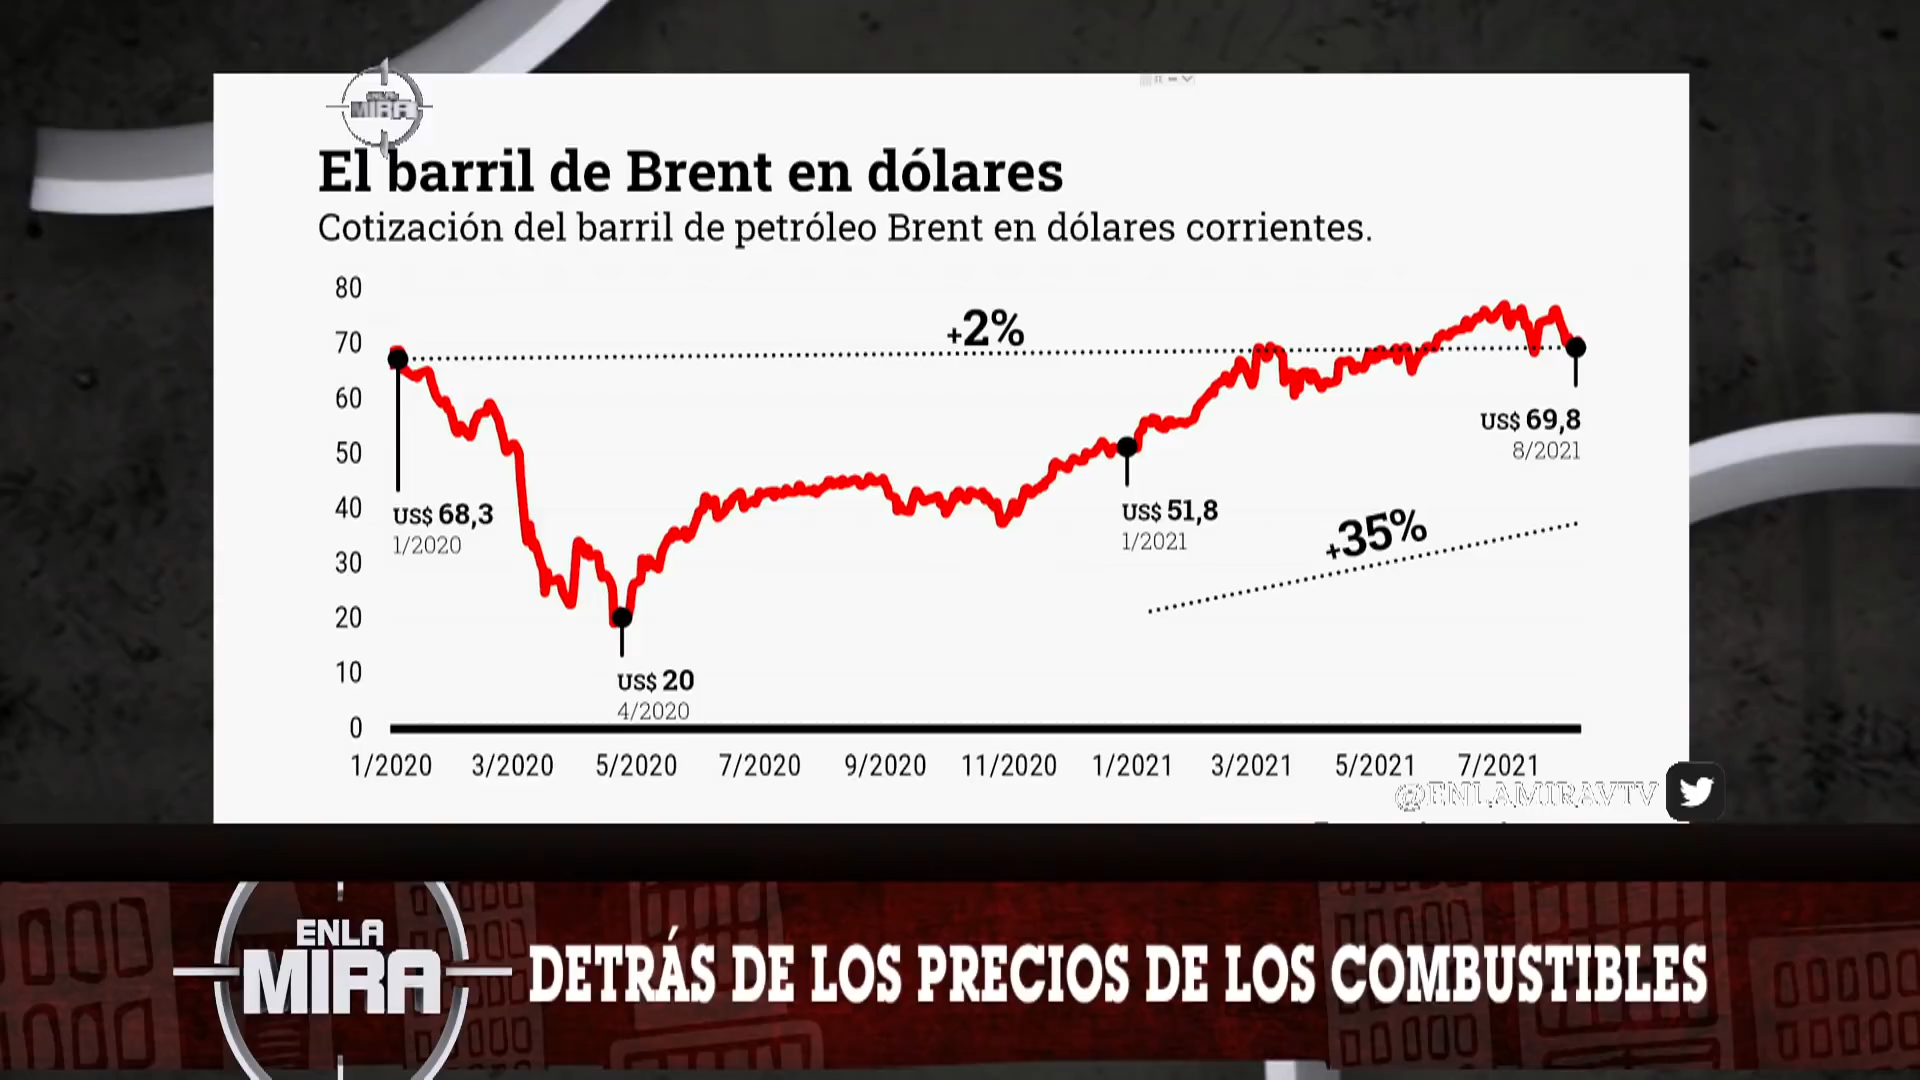 ENLA
MIRA
El barril de Brent en dólares
Cotización del barril de petróleo Brent en dólares corrientes.
80
70
60
50
40
30
20
10
0
+2%
US$ 68,3
1/2020
US$ 20
4/2020
US$ 51,8
1/2021
US$ 69,8
8/2021
+35%
1/2020 3/2020 5/2020 7/2020 9/2020 11/2020 1/2021 3/2021 5/2021 7/2021
@ENLAMIRAVTV
ENLA
MIRA
DETRÁS DE LOS PRECIOS DE LOS COMBUSTIBLES